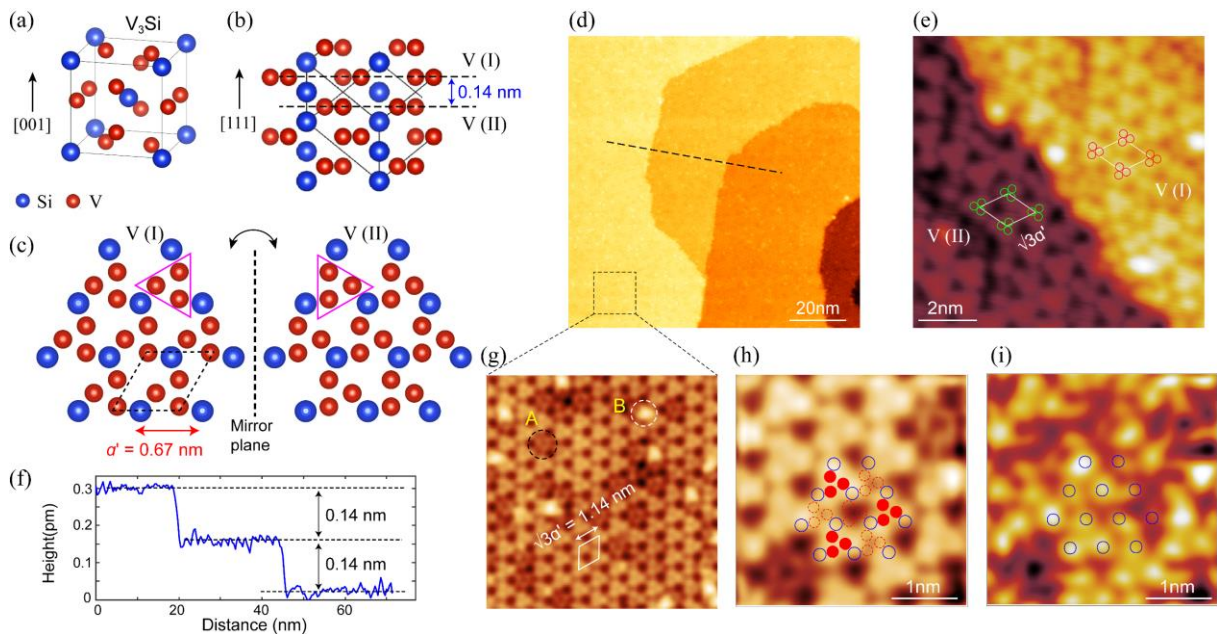 (a)
V₃Si
[001]
Si
V
(b)
[111]
V (I)
0.14 nm
V (II)
(c)
V (I)
V (II)
a' = 0.67 nm
Mirror
plane
(d)
20nm
(e)
V (I)
V (II)
√3a'
2nm
(f)
Height(pm)
0.3
0.2
0.1
0
0.14 nm
0.14 nm
0
20
40
60
Distance (nm)
(g)
A
B
√3a' = 1.14 nm
(h)
1nm
(i)
1nm